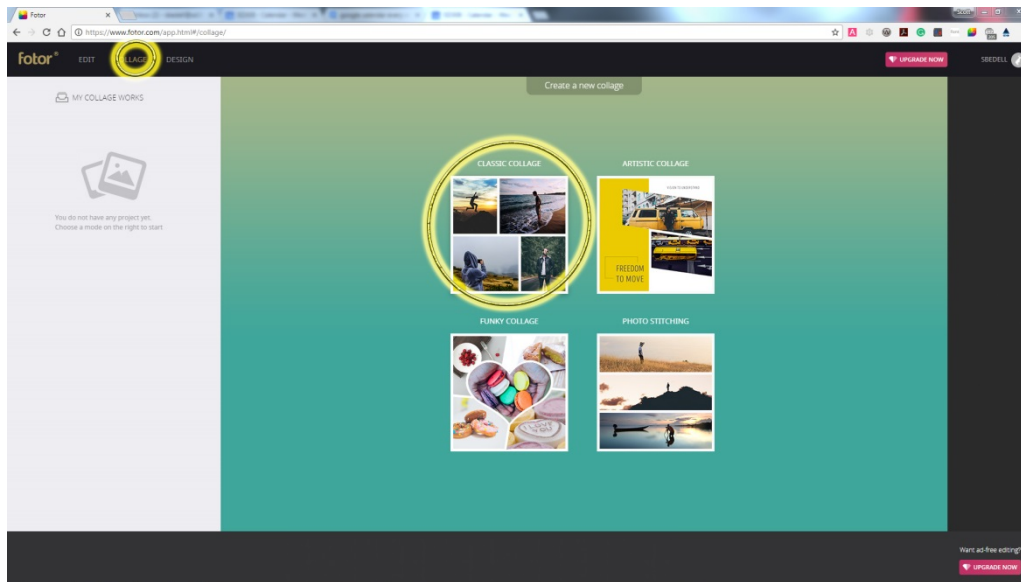 Fotor
https://www.fotor.com/app.html#/collage/
fotor®
EDIT
DESIGN
UPGRADE NOW
SBEDELL
MY COLLAGE WORKS
Create a new collage
You do not have any project yet.
Choose a mode on the right to start
CLASSIC COLLAGE
ARTISTIC COLLAGE
FREEDOM
TO MOVE
FUNKY COLLAGE
PHOTO STITCHING
I LOVE
YOU
Want ad-free editing?
UPGRADE NOW